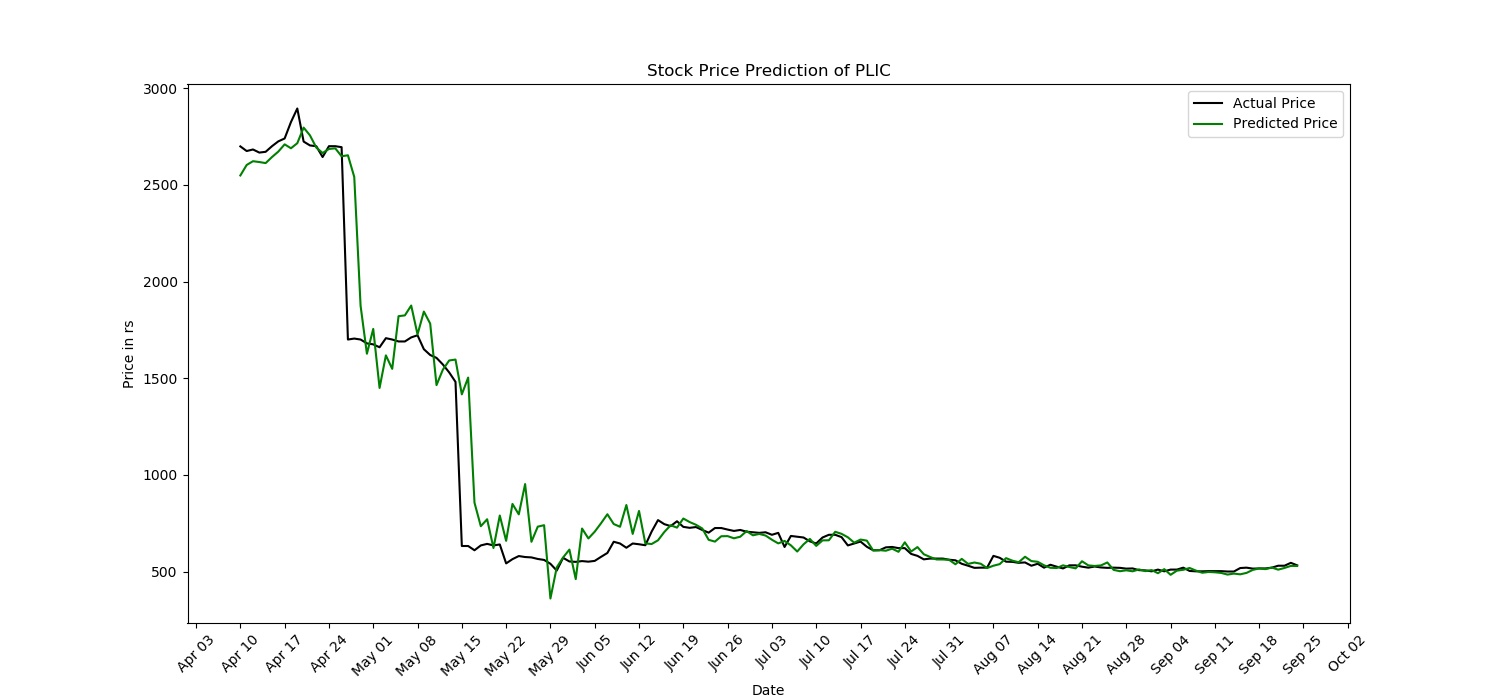 Stock Price Prediction of PLIC
Actual Price
Predicted Price
3000
2500
2000
1500
1000
500
Price in rs
Apr 03
Apr 10
Apr 17
Apr 24
May 01
May 08
May 15
May 22
May 29
Jun 05
Jun 12
Jun 19
Jun 26
Jul 03
Jul 10
Jul 17
Jul 24
Jul 31
Aug 07
Aug 14
Aug 21
Aug 28
Sep 04
Sep 11
Sep 18
Sep 25
Oct 02
Date